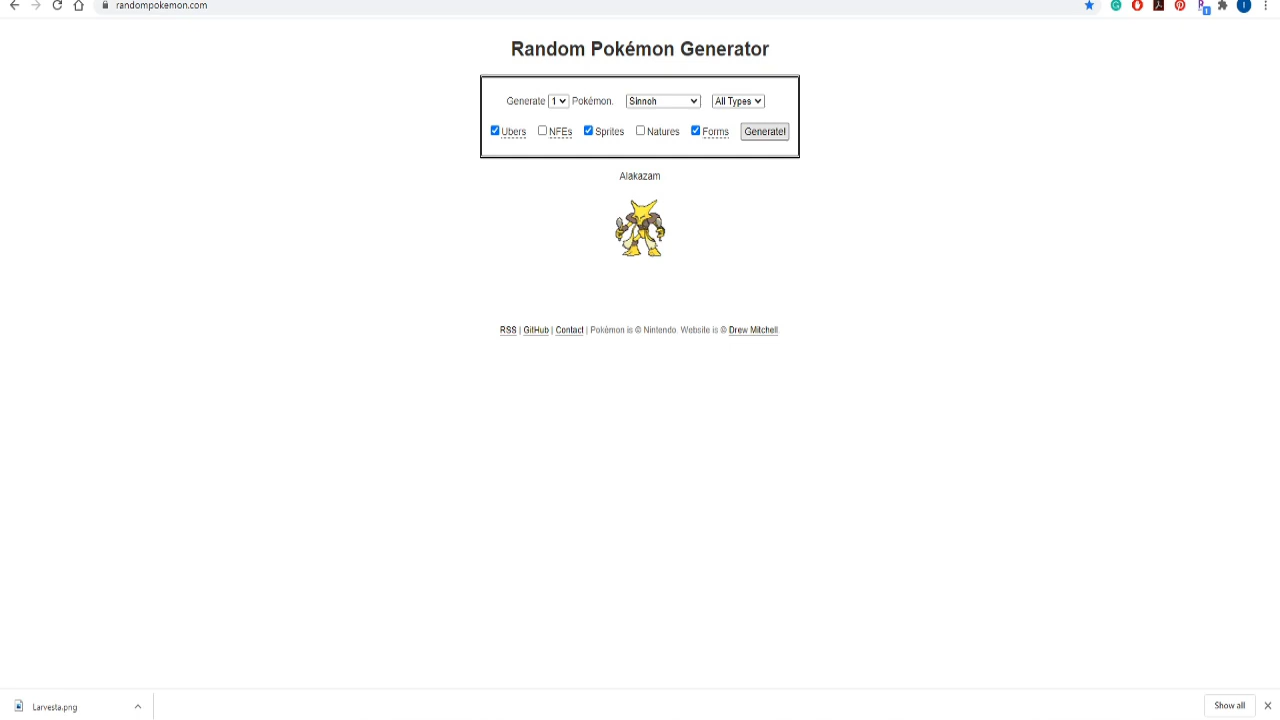 randompokemon.com
1
I
Random Pokémon Generator
Generate 1 Pokémon. Sinnoh All Types
Ubers NFEs Sprites Natures Forms Generate!
Alakazam
RSS | GitHub | Contact | Pokémon is © Nintendo. Website is © Drew Mitchell.
Larvesta.png Show all